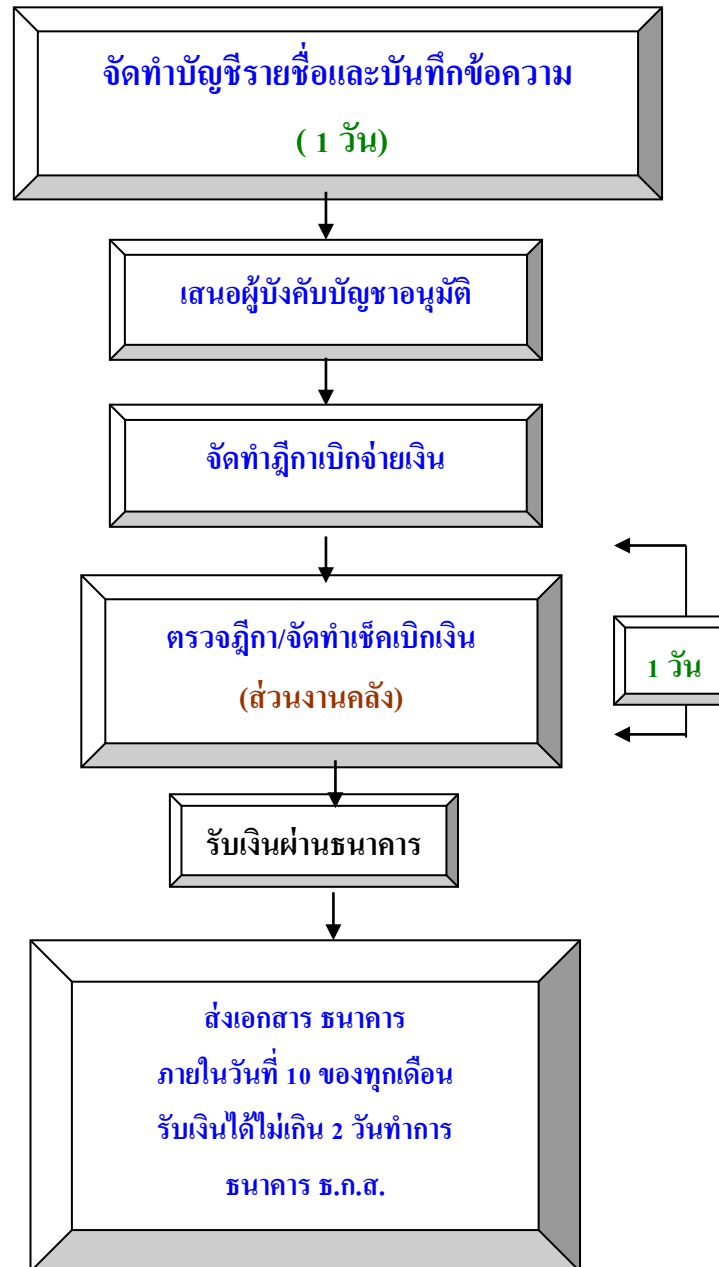 จัดทำบัญชีรายชื่อและบันทึกข้อความ
( 1 วัน)
เสนอผู้บังคับบัญชาอนุมัติ
จัดทำฎีกาเบิกจ่ายเงิน
ตรวจฎีกา/จัดทำเช็คเบิกเงิน
(ส่วนงานคลัง)
1 วัน
รับเงินผ่านธนาคาร
ส่งเอกสาร ธนาคาร
ภายในวันที่ 10 ของทุกเดือน
รับเงินได้ไม่เกิน 2 วันทำการ
ธนาคาร ธ.ก.ส.